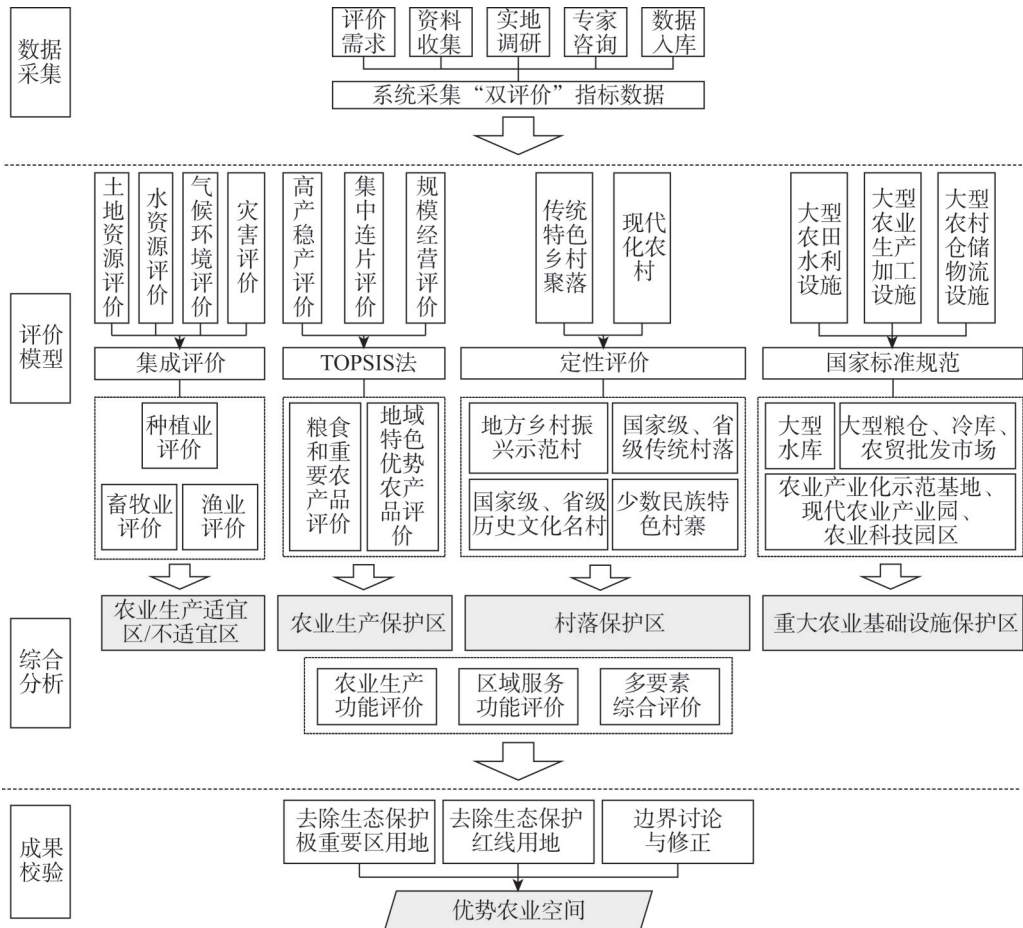 数据
采集
评价
需求
资料
收集
实地
调研
专家
咨询
数据
入库
系统采集“双评价”指标数据
评价
模型
土地资源评价
水资源评价
气候环境评价
灾害评价
高产稳产评价
集中连片评价
规模经营评价
传统
特色
乡村
聚落
现代
化农
村
大型
农田
水利
设施
大型
农业
生产
加工
设施
大型
农村
仓储
物流
设施
集成评价
TOPSIS法
定性评价
国家标准规范
种植业
评价
畜牧业
评价
渔业
评价
粮食
和重
要农
产品
评价
地域
特色
优势
农产
品评
价
地方乡村振
兴示范村
国家级、省
级传统村落
国家级、省级
历史文化名村
少数民族特
色村寨
大型
水库
大型粮仓、冷库、
农贸批发市场
农业产业化示范基地、
现代农业产业园、
农业科技园区
综合
分析
农业生产适宜
区/不适宜区
农业生产保护区
村落保护区
重大农业基础设施保护区
农业生产
功能评价
区域服务
功能评价
多要素
综合评价
成果
校验
去除生态保护
极重要区用地
去除生态保护
红线用地
边界讨论
与修正
优势农业空间